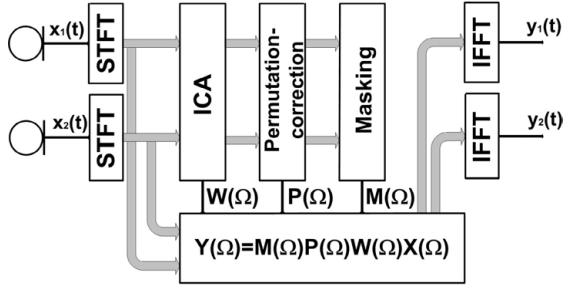 x₁(t)
STFT
ICA
Permutation-
correction
Masking
IFFT
y₁(t)
x₂(t)
STFT
IFFT
y₂(t)
W(Ω)
P(Ω)
M(Ω)
Y(Ω)=M(Ω)P(Ω)W(Ω)X(Ω)